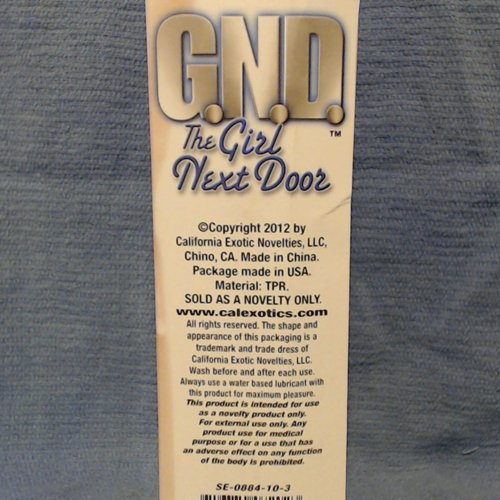 G.N.D.
TM
The Girl
Next Door
©Copyright 2012 by
California Exotic Novelties, LLC,
Chino, CA. Made in China.
Package made in USA.
Material: TPR.
SOLD AS A NOVELTY ONLY.
www.calexotics.com
All rights reserved. The shape and
appearance of this packaging is a
trademark and trade dress of
California Exotic Novelties, LLC.
Wash before and after each use.
Always use a water based lubricant with
this product for maximum pleasure.
This product is intended for use
as a novelty product only.
For external use only. Any
product use for medical
purpose or for a use that has
an adverse effect on any function
of the body is prohibited.
SE-0884-10-3